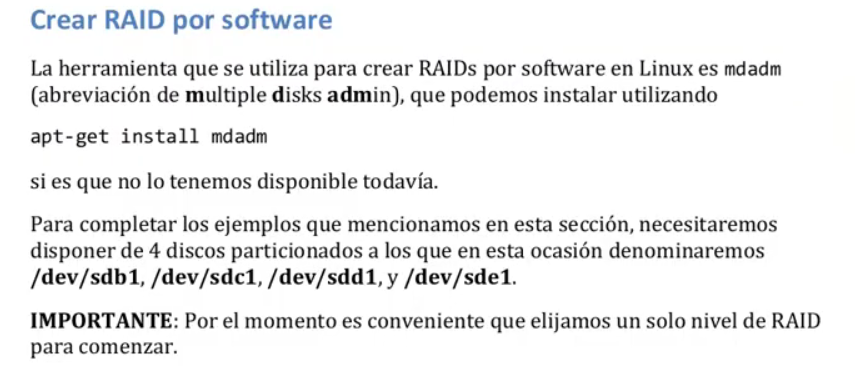 Crear RAID por software
La herramienta que se utiliza para crear RAIDs por software en Linux es mdadm
(abreviación de multiple disks admin), que podemos instalar utilizando
apt-get install mdadm
si es que no lo tenemos disponible todavía.
Para completar los ejemplos que mencionamos en esta sección, necesitaremos
disponer de 4 discos particionados a los que en esta ocasión denominaremos
/dev/sdb1, /dev/sdc1, /dev/sdd1, y /dev/sde1.
IMPORTANTE: Por el momento es conveniente que elijamos un solo nivel de RAID
para comenzar.